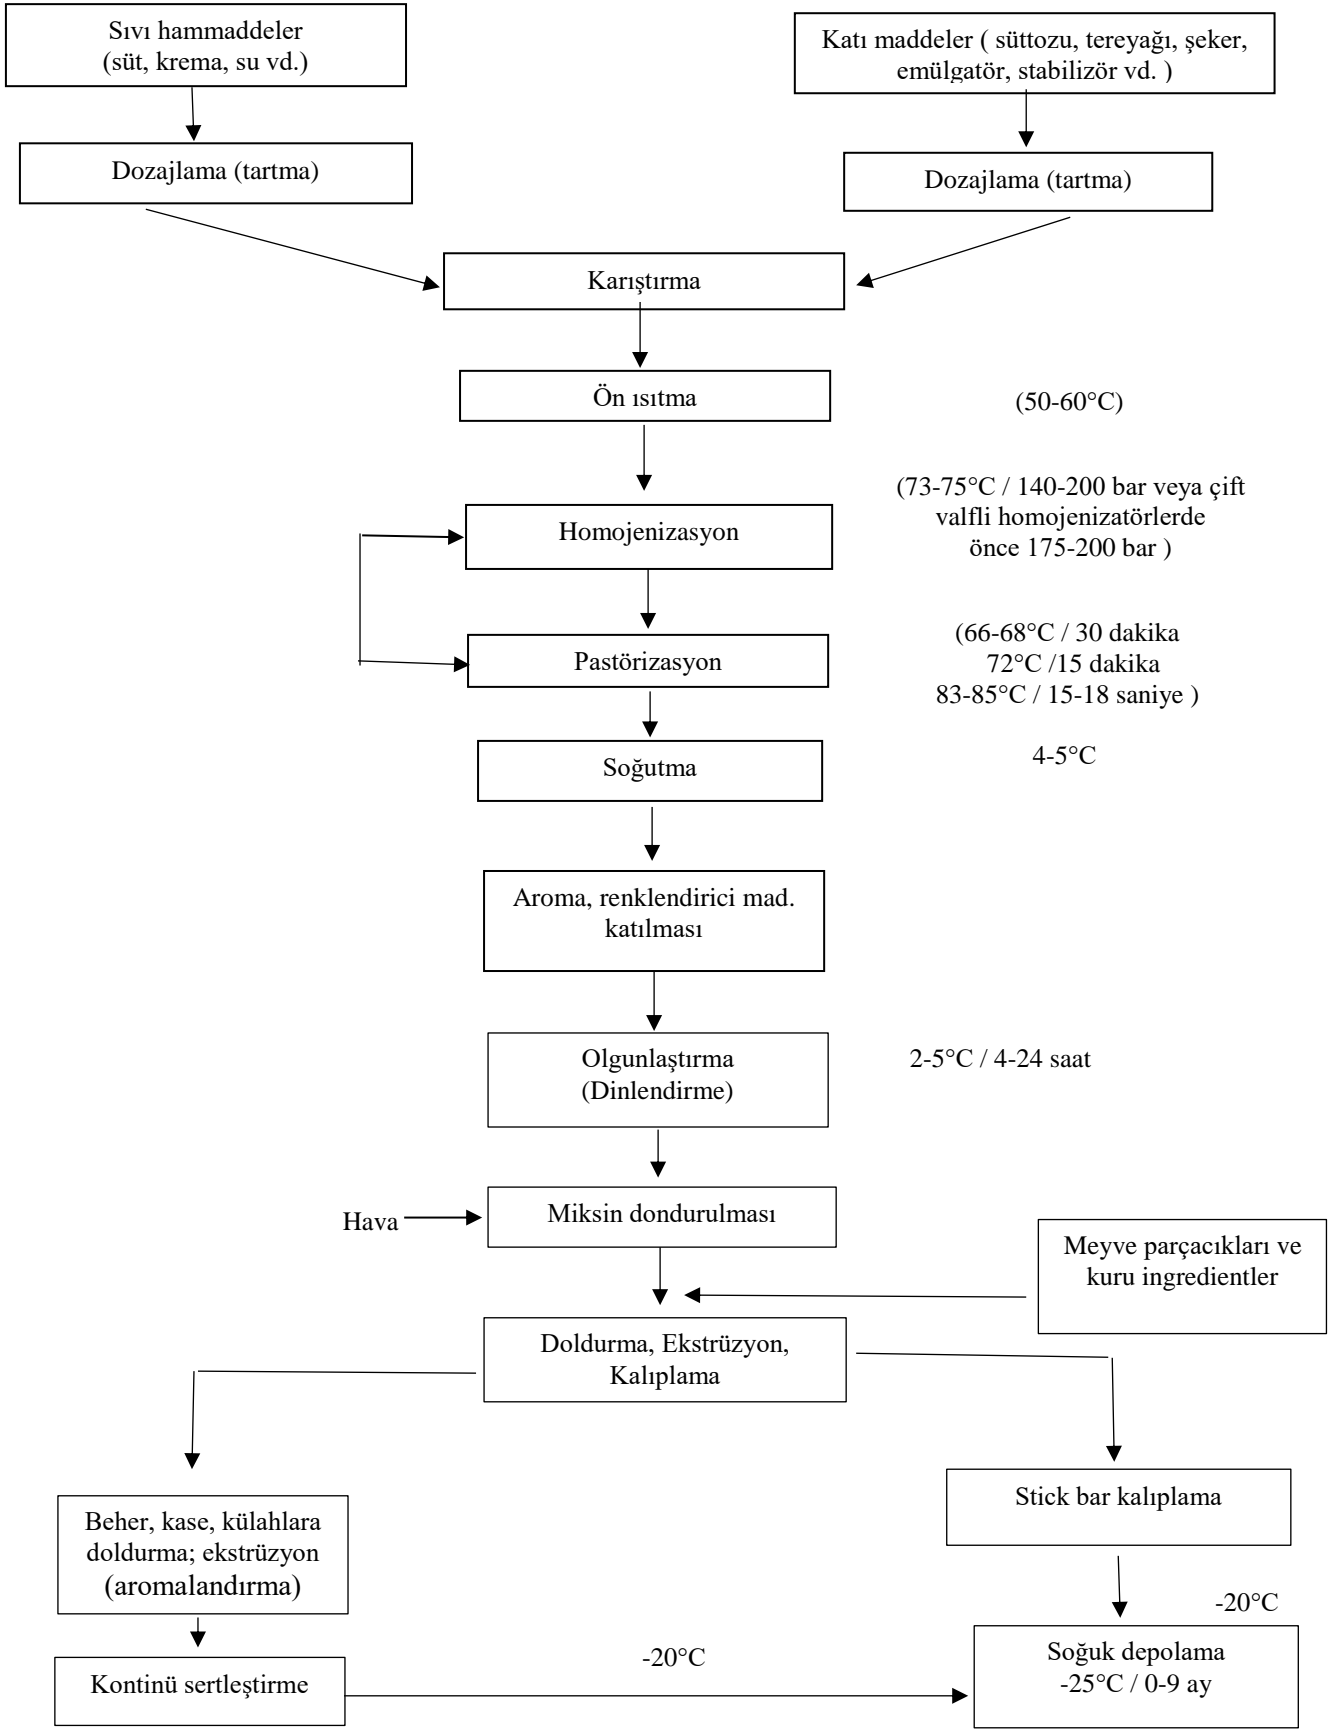 Sıvı hammaddeler
(süt, krema, su vd.)
Katı maddeler ( süttozu, tereyağı, şeker,
emülgatör, stabilizör vd. )
Dozajlama (tartma)
Dozajlama (tartma)
Karıştırma
Ön ısıtma
(50-60°C)
(73-75°C / 140-200 bar veya çift
valfli homojenizatörlerde
önce 175-200 bar )
Homojenizasyon
(66-68°C / 30 dakika
72°C /15 dakika
83-85°C / 15-18 saniye )
Pastörizasyon
Soğutma
4-5°C
Aroma, renklendirici mad.
katılması
Olgunlaştırma
(Dinlendirme)
2-5°C / 4-24 saat
Hava
Miksin dondurulması
Meyve parçacıkları ve
kuru ingredientler
Doldurma, Ekstrüzyon,
Kalıplama
Beher, kase, külahlara
doldurma; ekstrüzyon
(aromalandırma)
Stick bar kalıplama
-20°C
Kontinü sertleştirme
-20°C
Soğuk depolama
-25°C / 0-9 ay